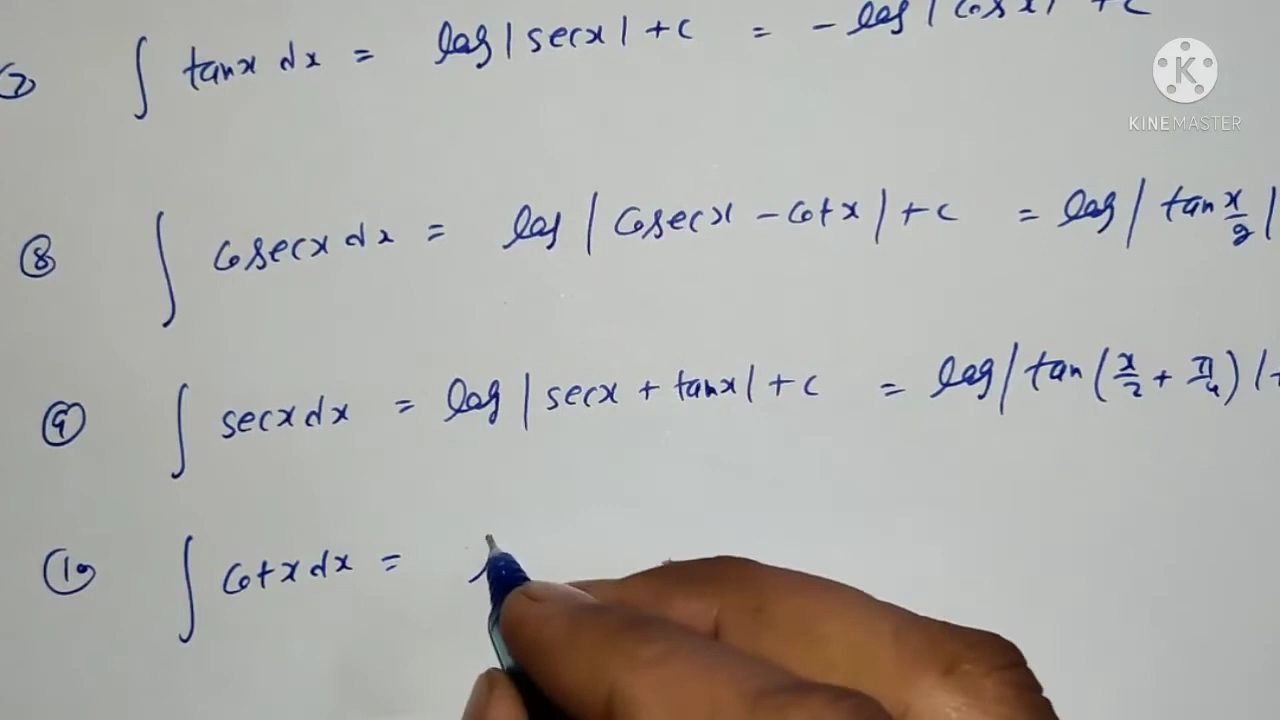 7 ∫ tanx dx = log|secx| + c = - log|cosx| + c
KINEMASTER
⑧ ∫ cosecx dx = log|cosecx - cotx| + c = log|tan x/2|
⑨ ∫ secx dx = log|secx + tanx| + c = log|tan(x/2 + π/4)| +
⑩ ∫ cotx dx =